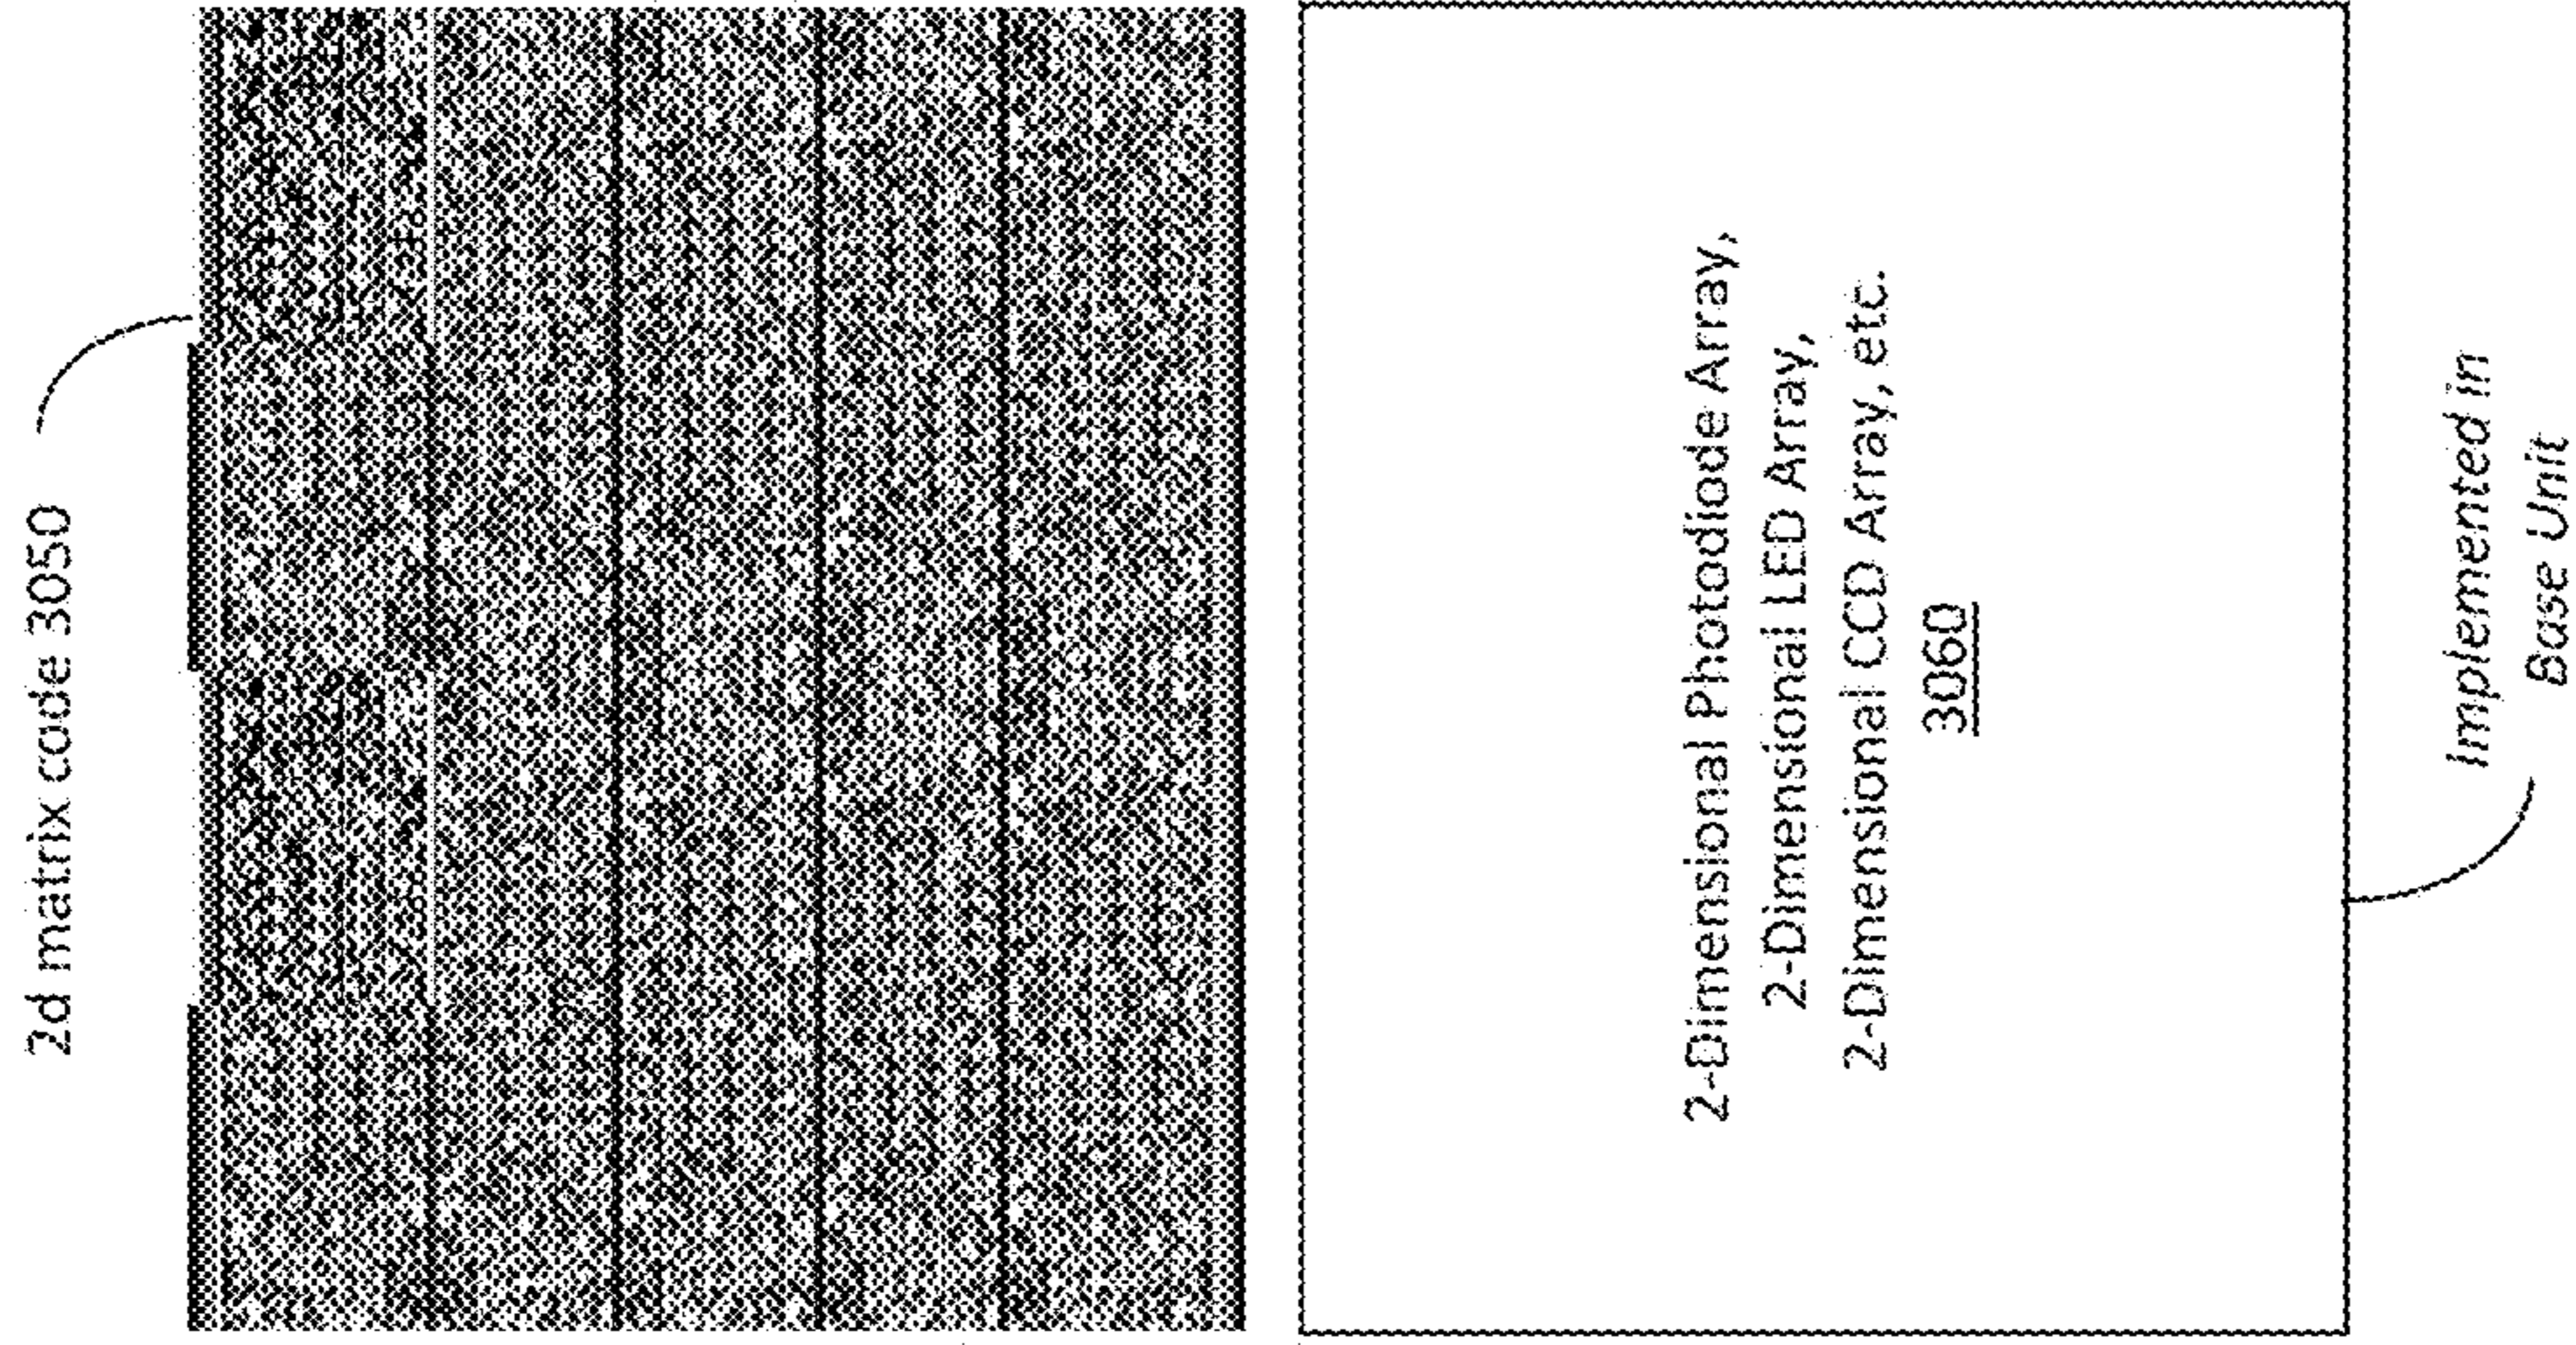 2d matrix code 3050
2-Dimensional Photodiode Array,
2-Dimensional LED Array,
2-Dimensional CCD Array, etc.
3060
Implemented in
Base Unit